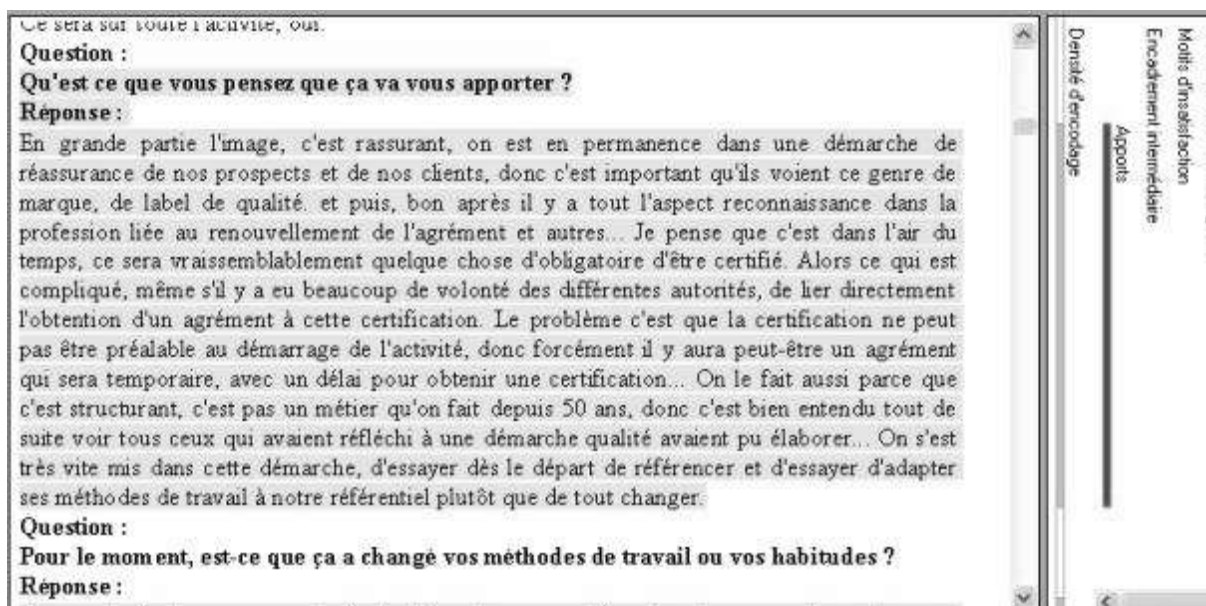 Ce sera sur toute l'activité, oui.
Question :
Qu'est ce que vous pensez que ça va vous apporter ?
Réponse :
En grande partie l'image, c'est rassurant, on est en permanence dans une démarche de
réassurance de nos prospects et de nos clients, donc c'est important qu'ils voient ce genre de
marque, de label de qualité. et puis, bon après il y a tout l'aspect reconnaissance dans la
profession liée au renouvellement de l'agrément et autres... Je pense que c'est dans l'air du
temps, ce sera vraissemblablement quelque chose d'obligatoire d'être certifié. Alors ce qui est
compliqué, même s'il y a eu beaucoup de volonté des différentes autorités, de lier directement
l'obtention d'un agrément à cette certification. Le problème c'est que la certification ne peut
pas être préalable au démarrage de l'activité, donc forcément il y aura peut-être un agrément
qui sera temporaire, avec un délai pour obtenir une certification... On le fait aussi parce que
c'est structurant, c'est pas un métier qu'on fait depuis 50 ans, donc c'est bien entendu tout de
suite voir tous ceux qui avaient réfléchi à une démarche qualité avaient pu élaborer... On s'est
très vite mis dans cette démarche, d'essayer dès le départ de référencer et d'essayer d'adapter
ses méthodes de travail à notre référentiel plutôt que de tout changer.
Question :
Pour le moment, est-ce que ça a changé vos méthodes de travail ou vos habitudes ?
Réponse :
Motifs d'insatisfaction
Encadrement intermédiaire
Apports
Densité d'encodage